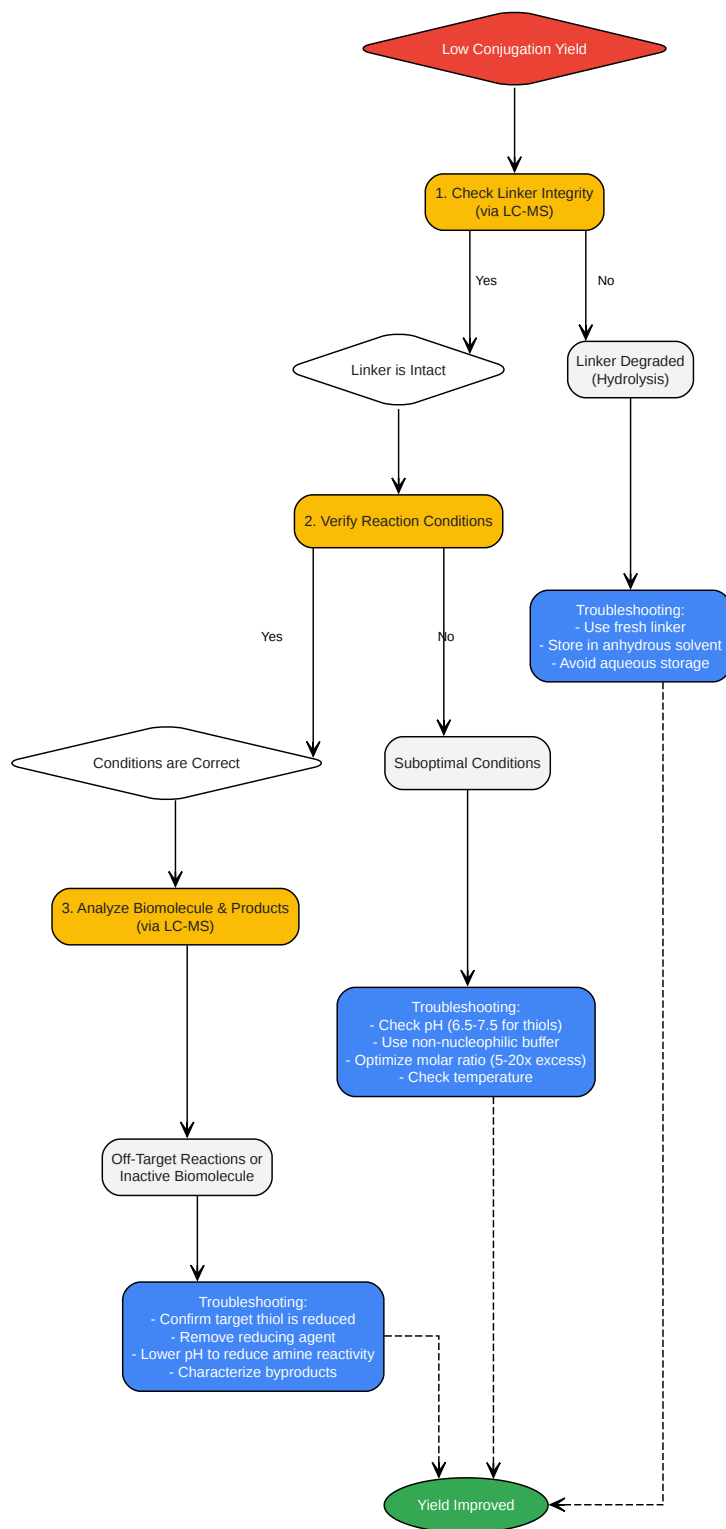 Low Conjugation Yield
1. Check Linker Integrity
(via LC-MS)
Yes
No
Linker is Intact
Linker Degraded
(Hydrolysis)
2. Verify Reaction Conditions
Troubleshooting:
- Use fresh linker
- Store in anhydrous solvent
- Avoid aqueous storage
Yes
No
Conditions are Correct
Suboptimal Conditions
3. Analyze Biomolecule & Products
(via LC-MS)
Troubleshooting:
- Check pH (6.5-7.5 for thiols)
- Use non-nucleophilic buffer
- Optimize molar ratio (5-20x excess)
- Check temperature
Off-Target Reactions or
Inactive Biomolecule
Troubleshooting:
- Confirm target thiol is reduced
- Remove reducing agent
- Lower pH to reduce amine reactivity
- Characterize byproducts
Yield Improved